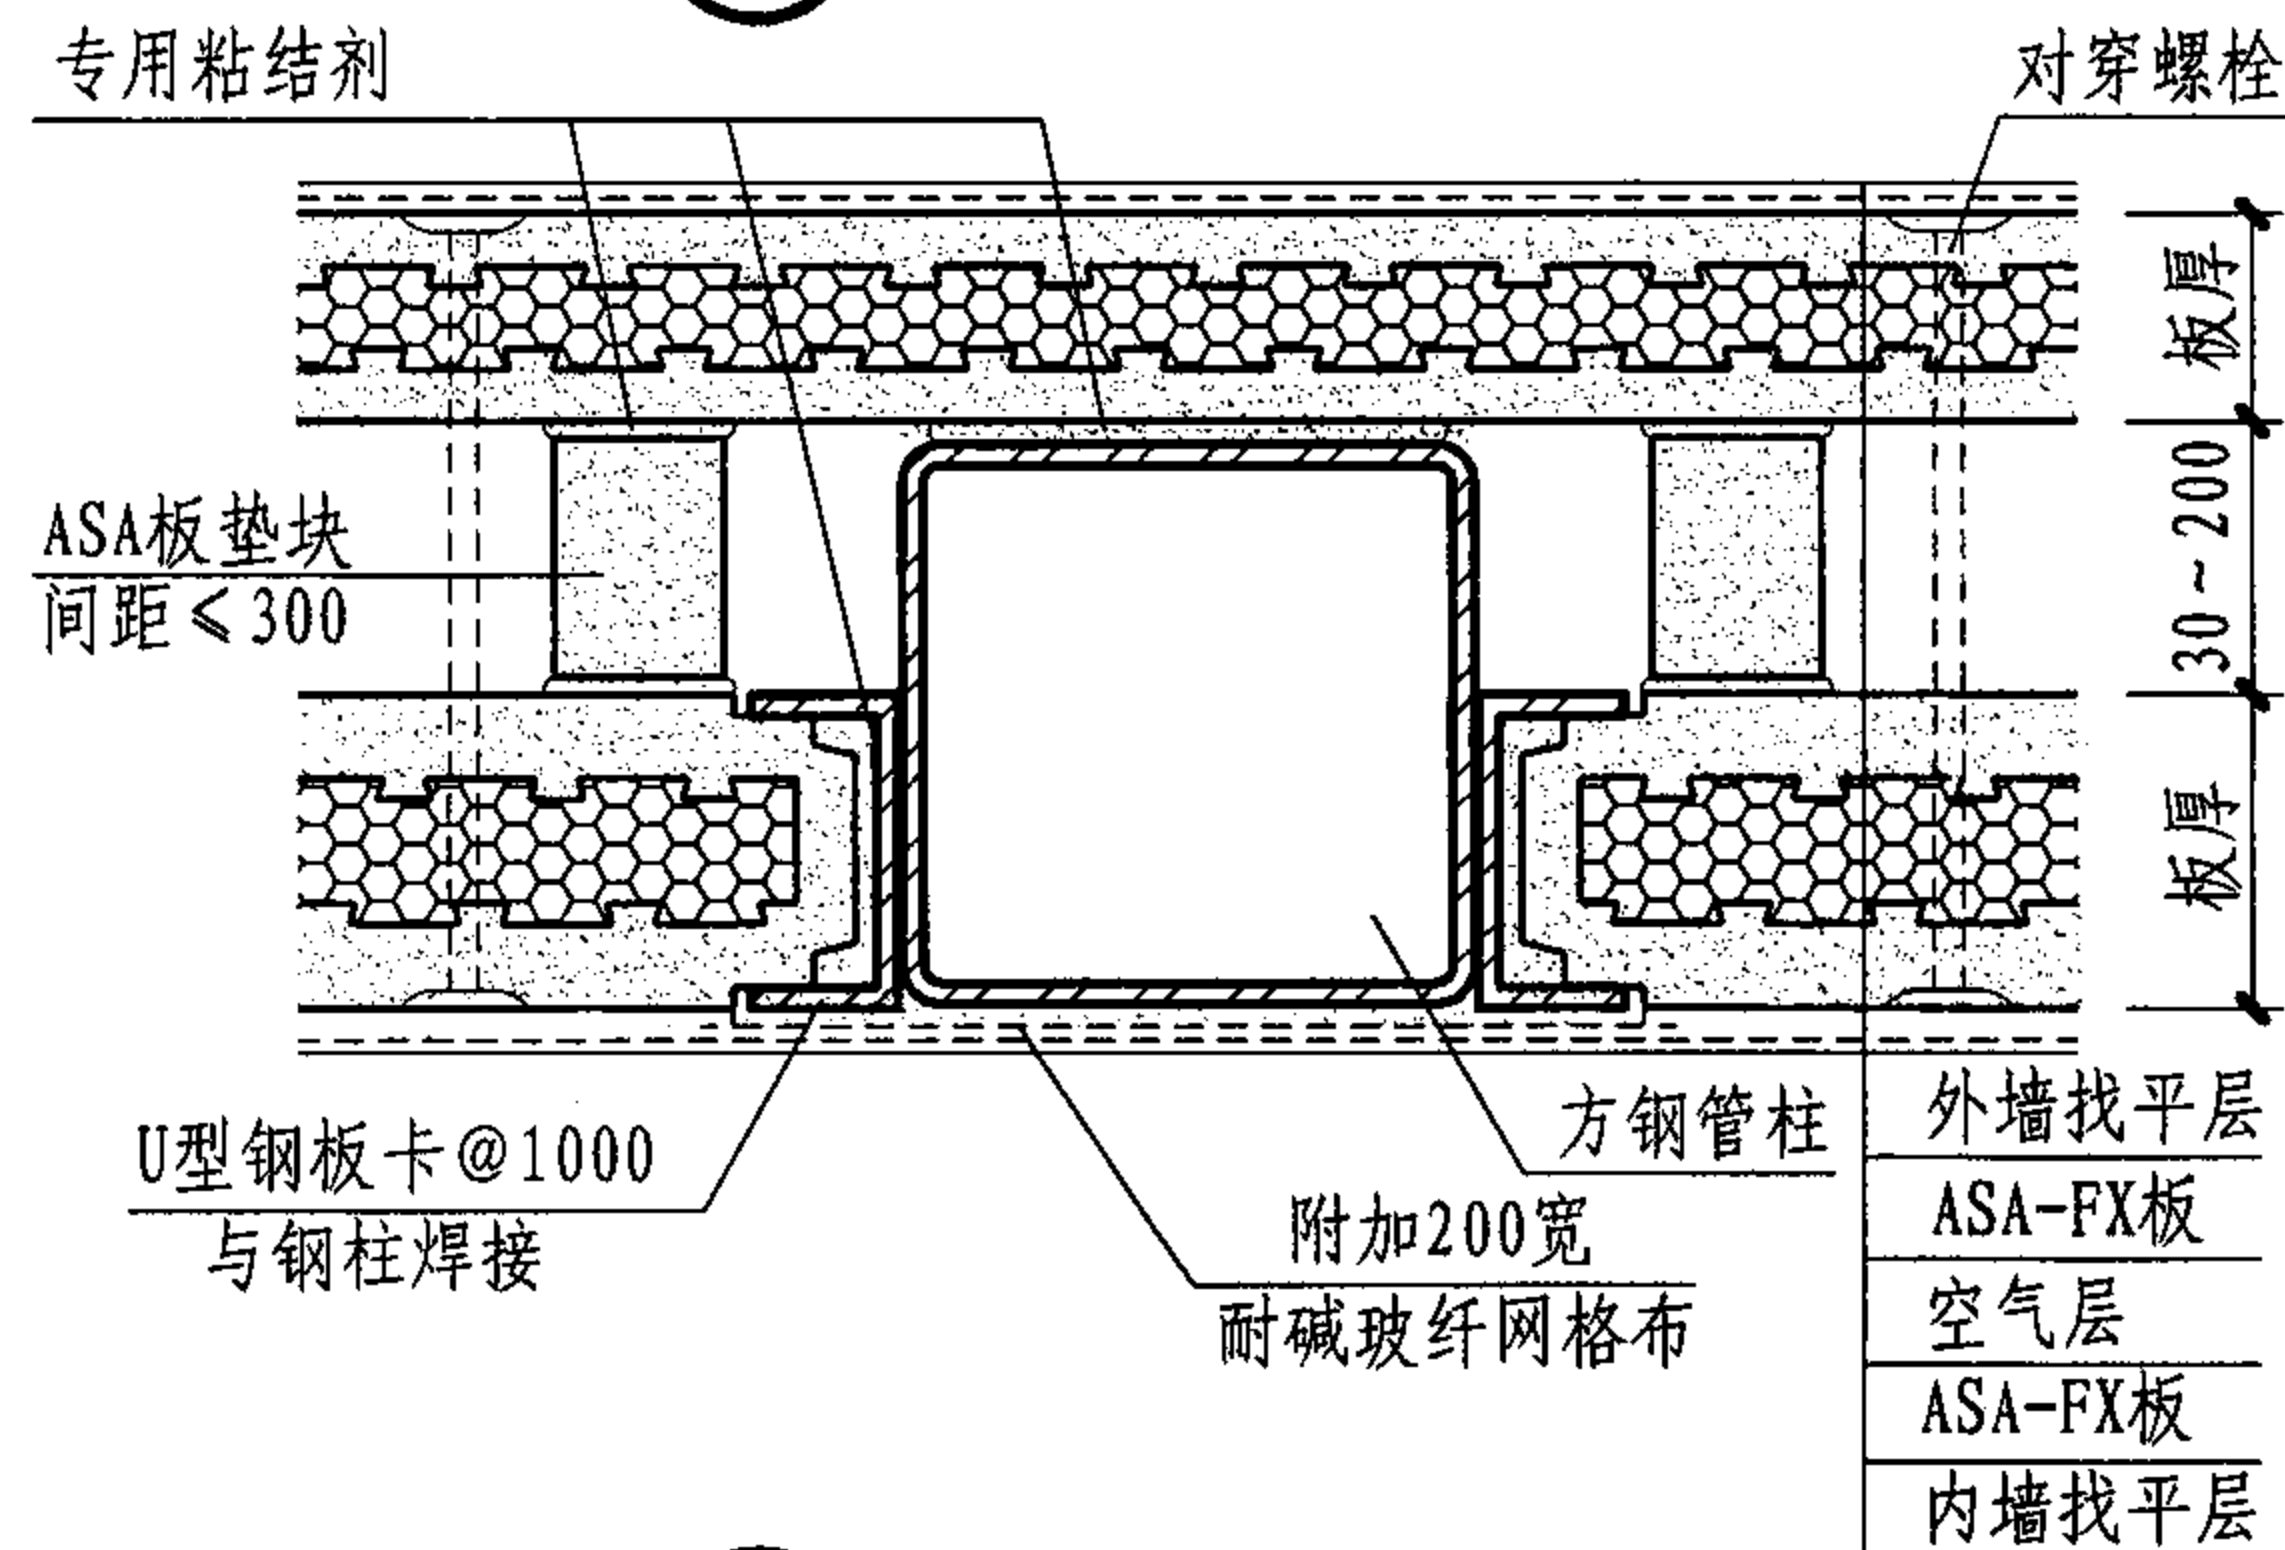 专用粘结剂
对穿螺栓
板厚
ASA板垫块
间距≤300
30~200
板厚
U型钢板卡@1000
与钢柱焊接
方钢管柱
附加200宽
耐碱玻纤网格布
外墙找平层
ASA-FX板
空气层
ASA-FX板
内墙找平层